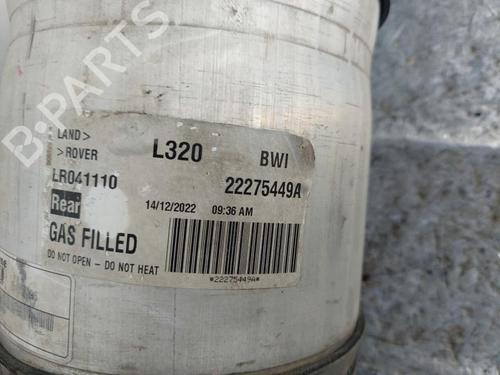 B-PARTS
LAND> L320 BWI
>ROVER
LR041110 22275449A
Rear 14/12/2022 09:36 AM
GAS FILLED
DO NOT OPEN - DO NOT HEAT
*22275449A*